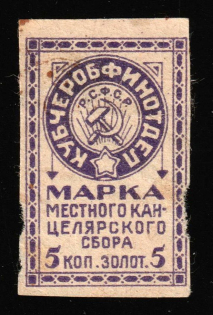 КУБЧЕРОБФИНОТДЕЛ
Р.С.Ф.С.Р.
МАРКА
МЕСТНОГО КАН-
ЦЕЛЯРСКОГО
СБОРА
5 КОП. ЗОЛОТ. 5